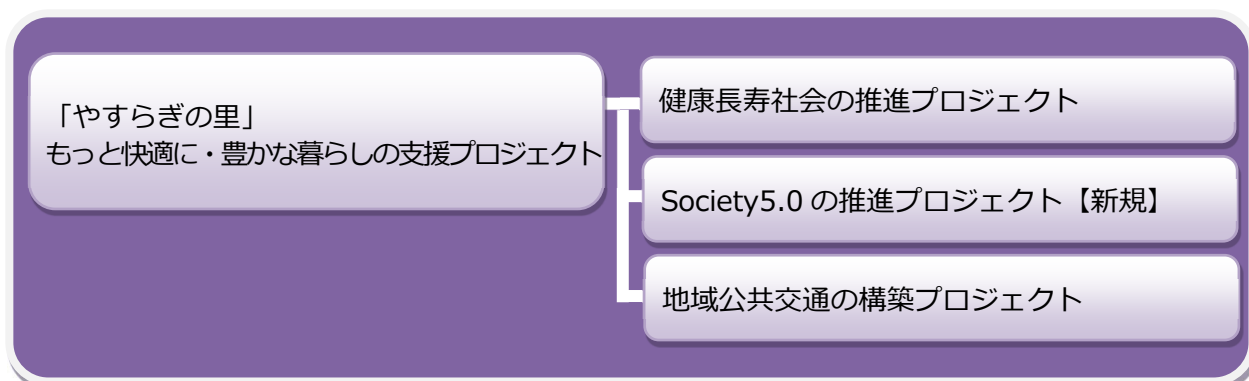 「やすらぎの里」
もっと快適に・豊かな暮らしの支援プロジェクト
健康長寿社会の推進プロジェクト
Society5.0 の推進プロジェクト【新規】
地域公共交通の構築プロジェクト